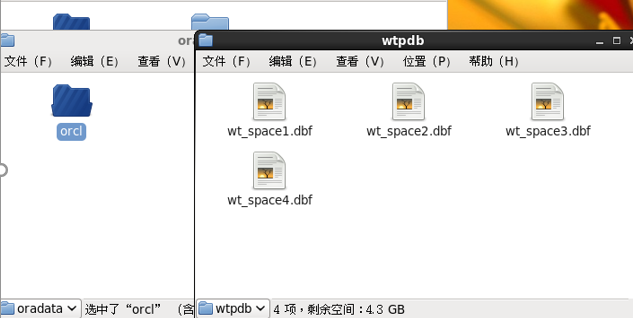 ora
文件（F） 编辑（E） 查看（V）
orcl
oradata 选中了“orcl” （含
wtpdb
文件（F） 编辑（E） 查看（V） 位置（P） 帮助（H）
wt_space1.dbf wt_space2.dbf wt_space3.dbf
wt_space4.dbf
wtpdb 4 项，剩余空间：4.3 GB